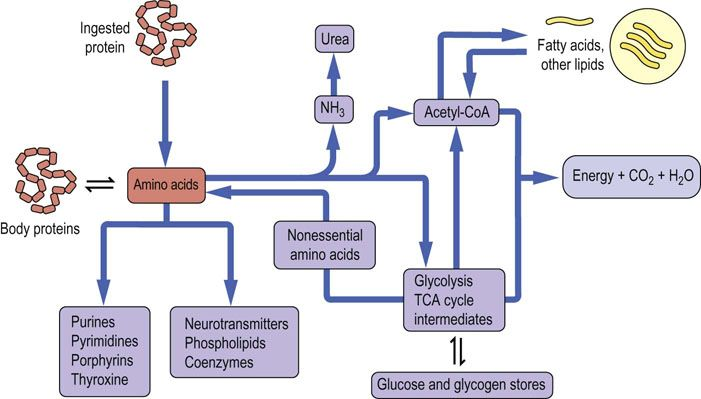 Ingested
protein
Urea
Fatty acids,
other lipids
NH3
Acetyl-CoA
Body proteins
Amino acids
Energy + CO2 + H2O
Nonessential
amino acids
Glycolysis
TCA cycle
intermediates
Purines
Pyrimidines
Porphyrins
Thyroxine
Neurotransmitters
Phospholipids
Coenzymes
Glucose and glycogen stores